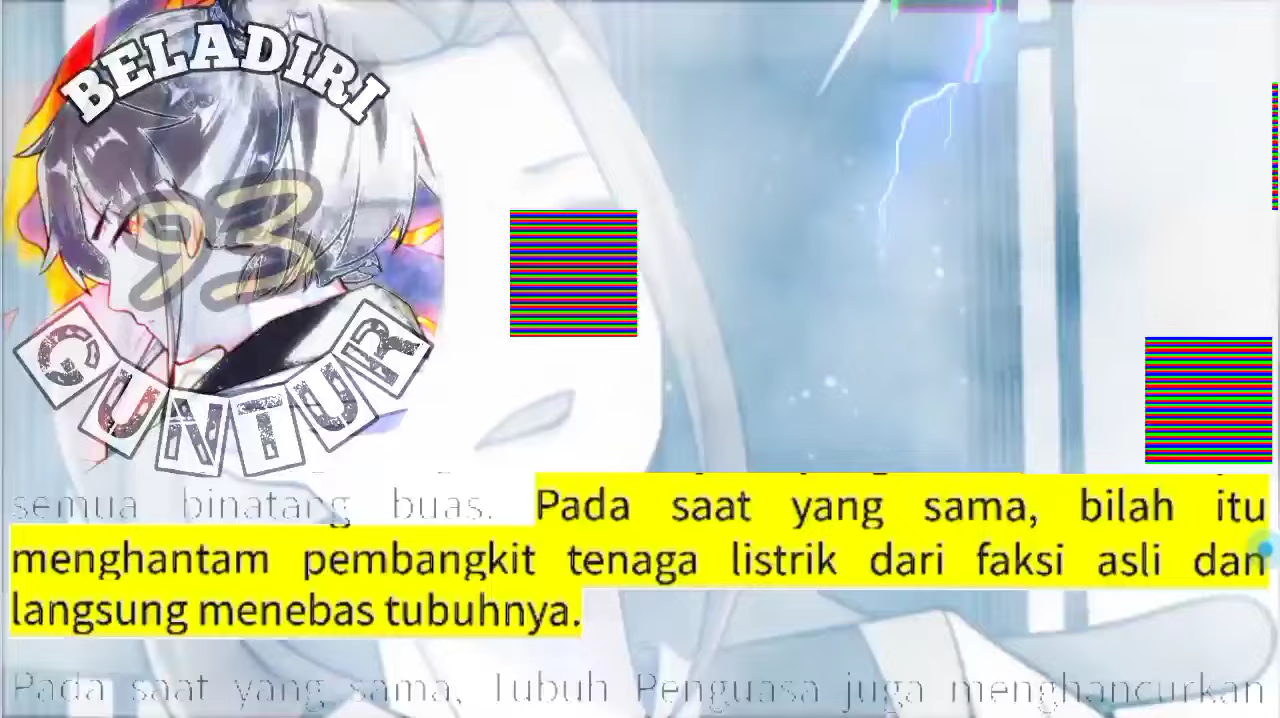 BELADIRI
93
GUNTUR
semua binatang buas. Pada saat yang sama, bilah itu
menghantam pembangkit tenaga listrik dari faksi asli dan
langsung menebas tubuhnya.
Pada saat yang sama, Tubuh Penguasa juga menghancurkan